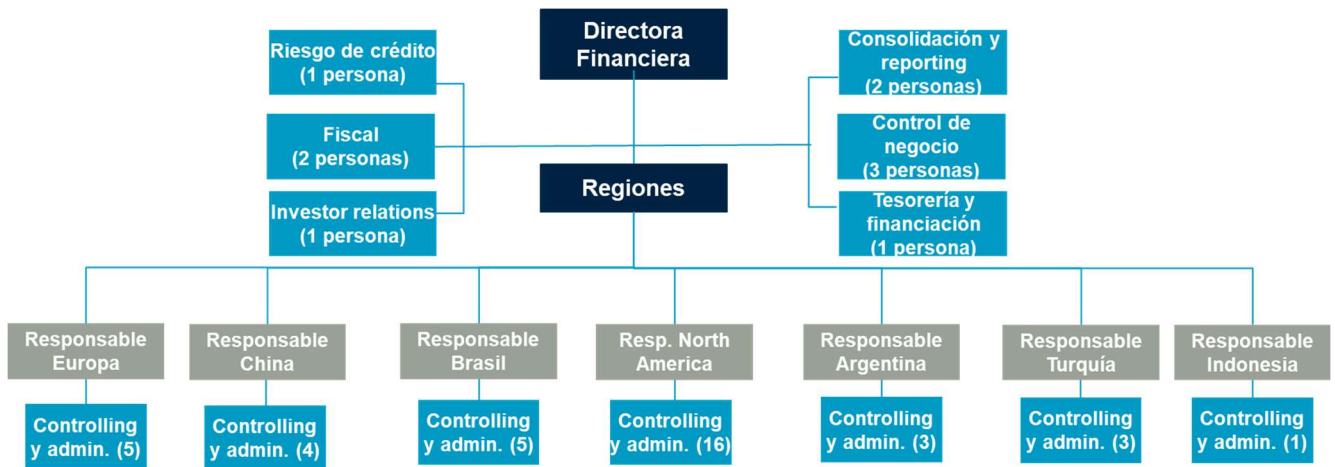 Directora
Financiera
Riesgo de crédito
(1 persona)
Consolidación y
reporting
(2 personas)
Fiscal
(2 personas)
Control de
negocio
(3 personas)
Regiones
Investor relations
(1 persona)
Tesorería y
financiación
(1 persona)
Responsable
Europa
Responsable
China
Responsable
Brasil
Resp. North
America
Responsable
Argentina
Responsable
Turquía
Responsable
Indonesia
Controlling
y admin. (5)
Controlling
y admin. (4)
Controlling
y admin. (5)
Controlling
y admin. (16)
Controlling
y admin. (3)
Controlling
y admin. (3)
Controlling
y admin. (1)